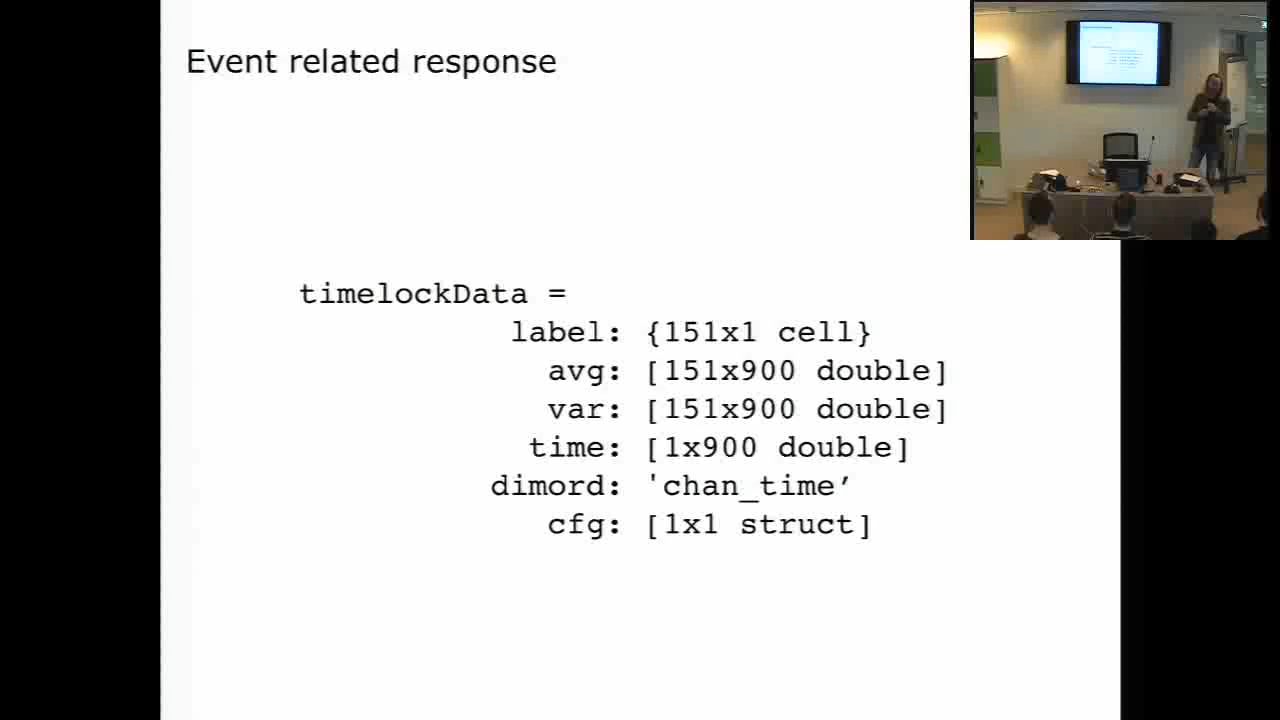 Event related response
timelockData =
label: {151x1 cell}
avg: [151x900 double]
var: [151x900 double]
time: [1x900 double]
dimord: 'chan_time’
cfg: [1x1 struct]